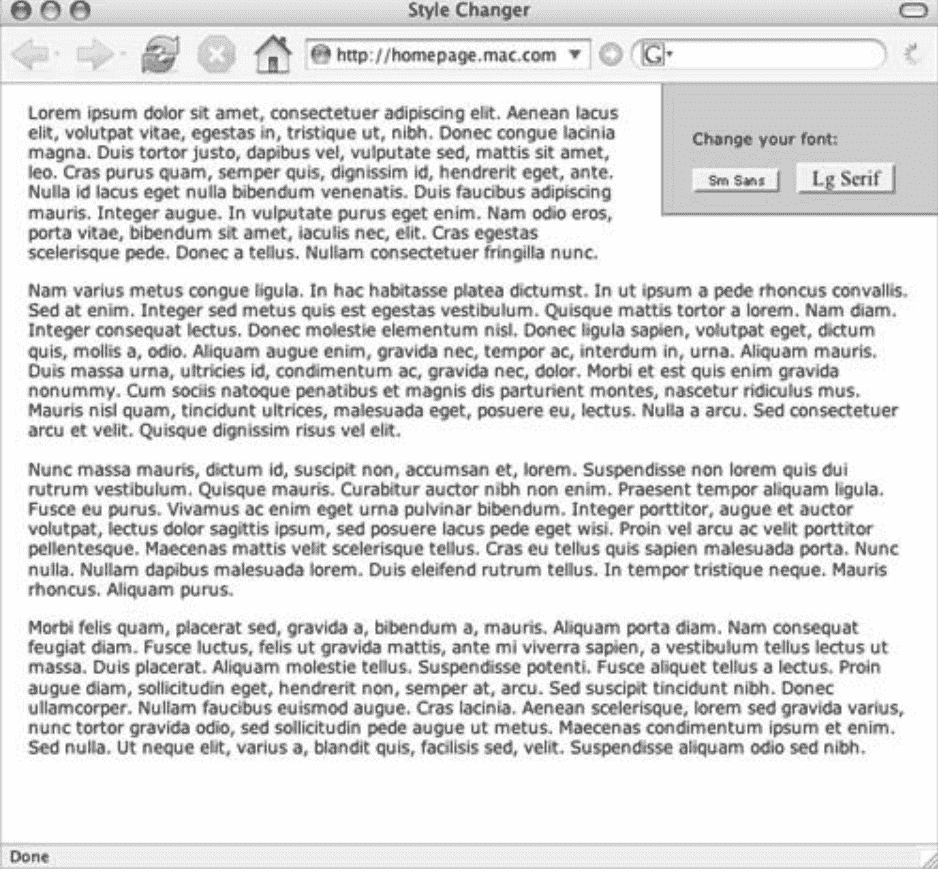 Style Changer
http://homepage.mac.com
G
Lorem ipsum dolor sit amet, consectetuer adipiscing elit. Aenean lacus
elit, volutpat vitae, egestas in, tristique ut, nibh. Donec congue lacinia
magna. Duis tortor justo, dapibus vel, vulputate sed, mattis sit amet,
leo. Cras purus quam, semper quis, dignissim id, hendrerit eget, ante.
Nulla id lacus eget nulla bibendum venenatis. Duis faucibus adipiscing
mauris. Integer augue. In vulputate purus eget enim. Nam odio eros,
porta vitae, bibendum sit amet, iaculis nec, elit. Cras egestas
scelerisque pede. Donec a tellus. Nullam consectetuer fringilla nunc.
Change your font:
Sm Sans
Lg Serif
Nam varius metus congue ligula. In hac habitasse platea dictumst. In ut ipsum a pede rhoncus convallis.
Sed at enim. Integer sed metus quis est egestas vestibulum. Quisque mattis tortor a lorem. Nam diam.
Integer consequat lectus. Donec molestie elementum nisl. Donec ligula sapien, volutpat eget, dictum
quis, mollis a, odio. Aliquam augue enim, gravida nec, tempor ac, interdum in, urna. Aliquam mauris.
Duis massa urna, ultricies id, condimentum ac, gravida nec, dolor. Morbi et est quis enim gravida
nonummy. Cum sociis natoque penatibus et magnis dis parturient montes, nascetur ridiculus mus.
Mauris nisl quam, tincidunt ultrices, malesuada eget, posuere eu, lectus. Nulla a arcu. Sed consectetuer
arcu et velit. Quisque dignissim risus vel elit.
Nunc massa mauris, dictum id, suscipit non, accumsan et, lorem. Suspendisse non lorem quis dui
rutrum vestibulum. Quisque mauris. Curabitur auctor nibh non enim. Praesent tempor aliquam ligula.
Fusce eu purus. Vivamus ac enim eget urna pulvinar bibendum. Integer porttitor, augue et auctor
volutpat, lectus dolor sagittis ipsum, sed posuere lacus pede eget wisi. Proin vel arcu ac velit porttitor
pellentesque. Maecenas mattis velit scelerisque tellus. Cras eu tellus quis sapien malesuada porta. Nunc
nulla. Nullam dapibus malesuada lorem. Duis eleifend rutrum tellus. In tempor tristique neque. Mauris
rhoncus. Aliquam purus.
Morbi felis quam, placerat sed, gravida a, bibendum a, mauris. Aliquam porta diam. Nam consequat
feugiat diam. Fusce luctus, felis ut gravida mattis, ante mi viverra sapien, a vestibulum tellus lectus ut
massa. Duis placerat. Aliquam molestie tellus. Suspendisse potenti. Fusce aliquet tellus a lectus. Proin
augue diam, sollicitudin eget, hendrerit non, semper at, arcu. Sed suscipit tincidunt nibh. Donec
ullamcorper. Nullam faucibus euismod augue. Cras lacinia. Aenean scelerisque, lorem sed gravida varius,
nunc tortor gravida odio, sed sollicitudin pede augue ut metus. Maecenas condimentum ipsum et enim.
Sed nulla. Ut neque elit, varius a, blandit quis, facilisis sed, velit. Suspendisse aliquam odio sed nibh.
Done